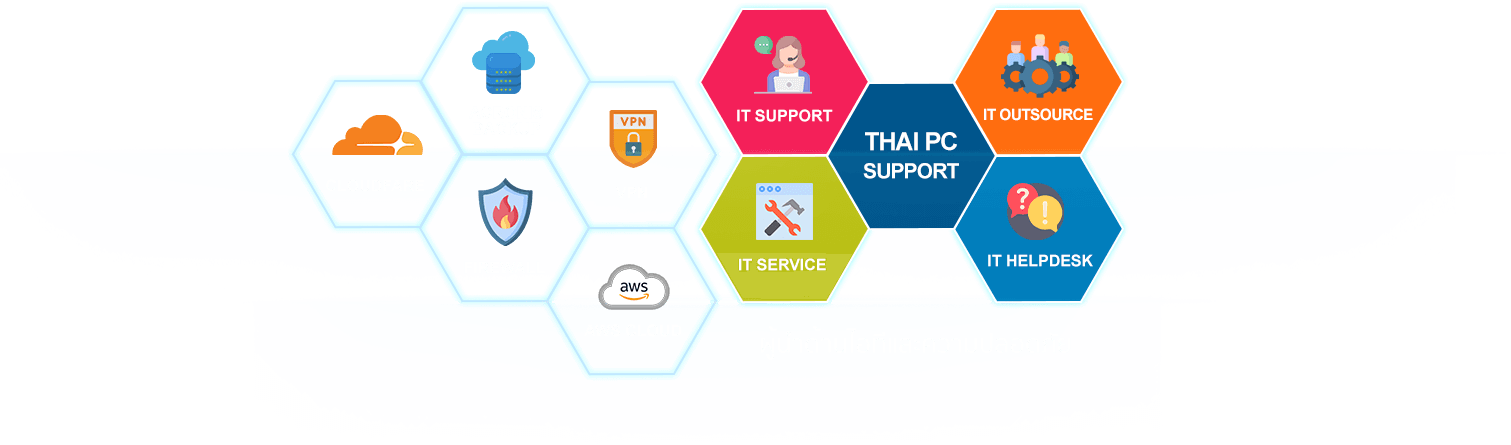 VPN
aws
IT SUPPORT
IT OUTSOURCE
THAI PC
SUPPORT
IT SERVICE
IT HELPDESK